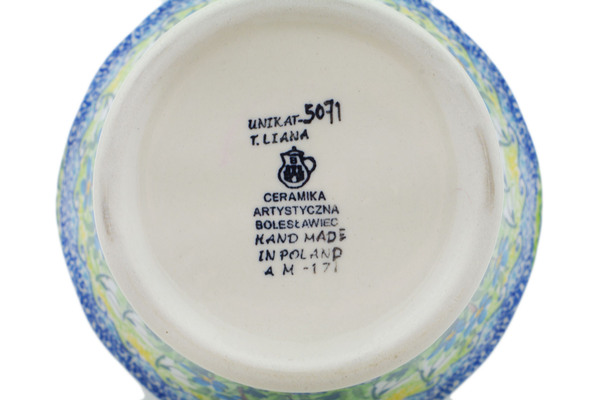 UNIKAT-5071
T. LIANA
CERAMIKA
ARTYSTYCZNA
BOLESŁAWIEC
HAND MADE
IN POLAND
A M -171